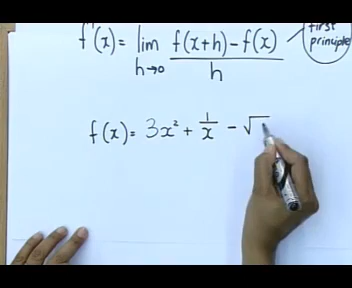 f'(x) = lim h→0 f(x+h) - f(x) / h
first principle
f(x) = 3x² + 1/x - √